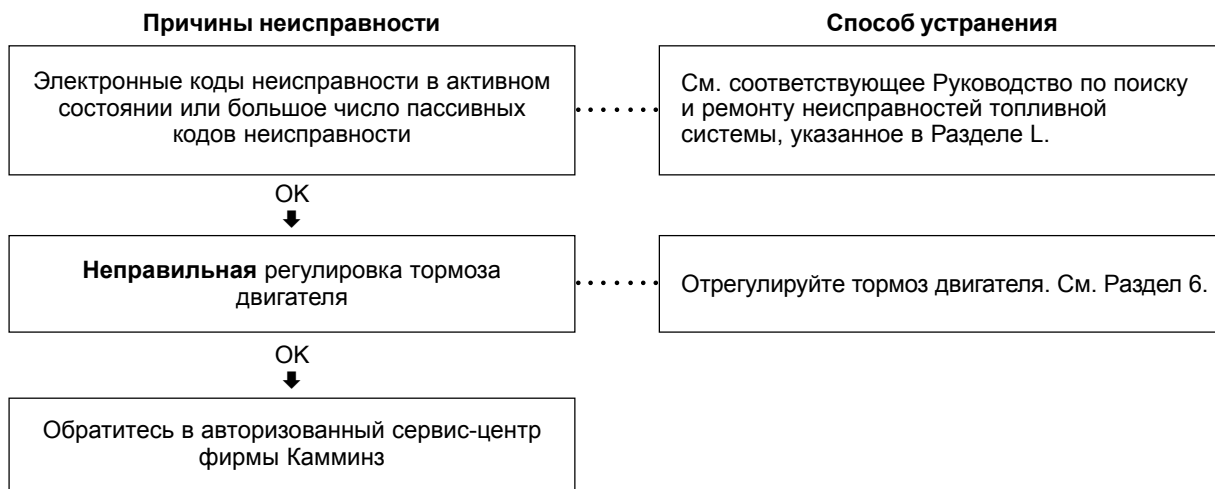 Причины неисправности
Способ устранения
Электронные коды неисправности в активном
состоянии или большое число пассивных
кодов неисправности
См. соответствующее Руководство по поиску
и ремонту неисправностей топливной
системы, указанное в Разделе L.
OK
Неправильная регулировка тормоза
двигателя
Отрегулируйте тормоз двигателя. См. Раздел 6.
OK
Обратитесь в авторизованный сервис-центр
фирмы Камминз